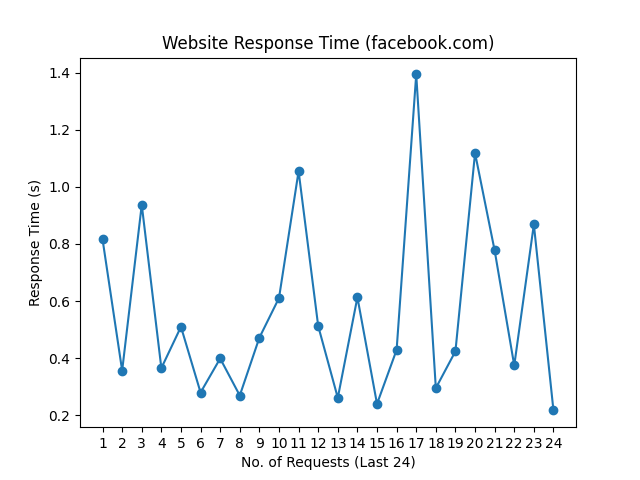 Website Response Time (facebook.com)
Response Time (s)
1.4
1.2
1.0
0.8
0.6
0.4
0.2
1 2 3 4 5 6 7 8 9 10 11 12 13 14 15 16 17 18 19 20 21 22 23 24
No. of Requests (Last 24)